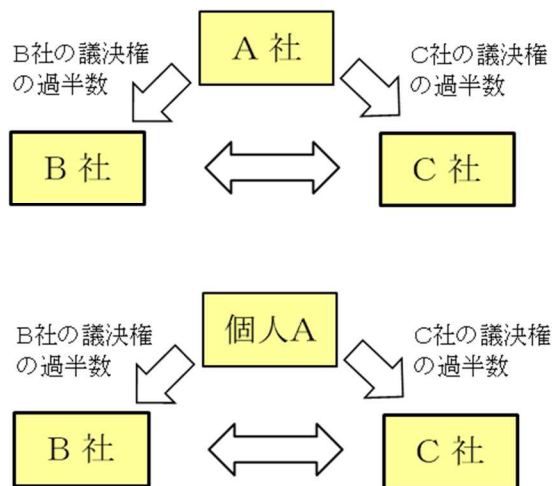 A 社
B社の議決権
の過半数
C社の議決権
の過半数
B 社
C 社
個人A
B社の議決権
の過半数
C社の議決権
の過半数
B 社
C 社